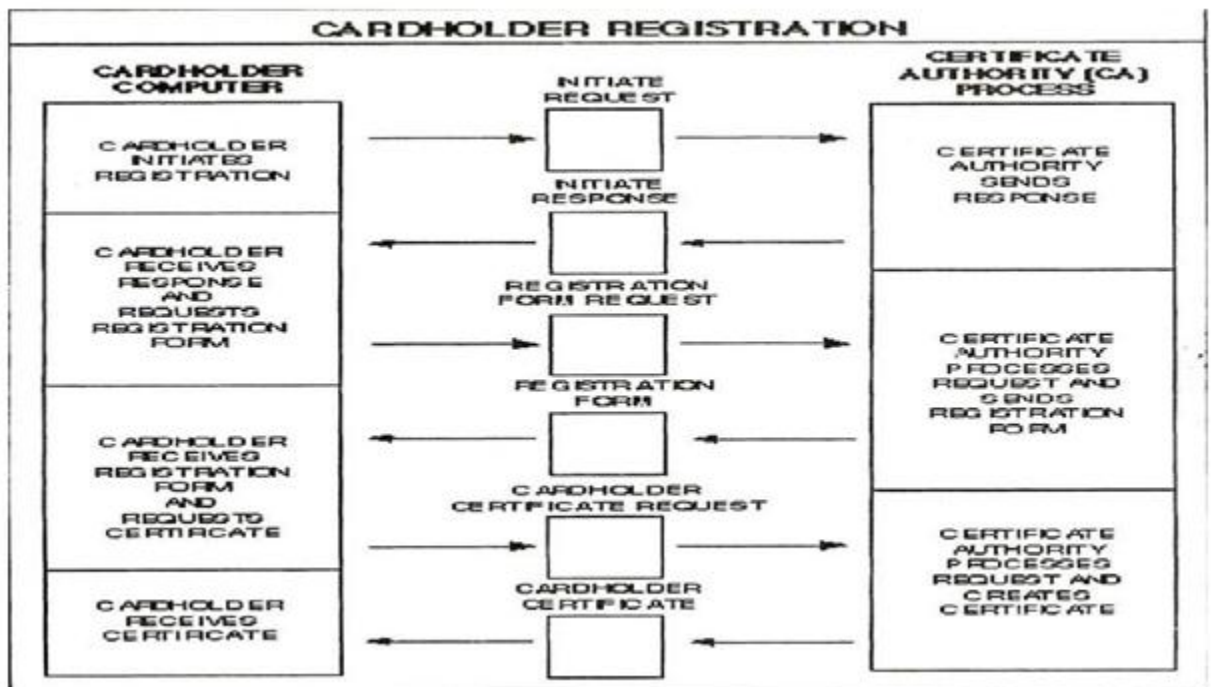 CARDHOLDER REGISTRATION
CARDHOLDER
COMPUTER
CARDHOLDER
INITIATES
REGISTRATION
CARDHOLDER
RECEIVES
RESPONSE
AND
REQUESTS
REGISTRATION
FORM
CARDHOLDER
RECEIVES
REGISTRATION
FORM
AND
REQUESTS
CERTIRCATE
CARDHOLDER
RECEIVES
CERTIRCATE
INITIATE
REQUEST
INITIATE
RESPONSE
REGISTRATION
FORM REQUEST
REGISTRATION
FORM
CARDHOLDER
CERTIFICATE REQUEST
CARDHOLDER
CERTIFICATE
CERTIFICATE
AUTHORITY (CA)
PROCESS
CERTIFICATE
AUTHORITY
SENDS
RESPONSE
CERTIFICATE
AUTHORITY
PROCESSES
REQUEST AND
SENDS
REGISTRATION
FORM
CERTIFICATE
AUTHORITY
PROCESSES
REQUEST AND
CREATES
CERTIFICATE